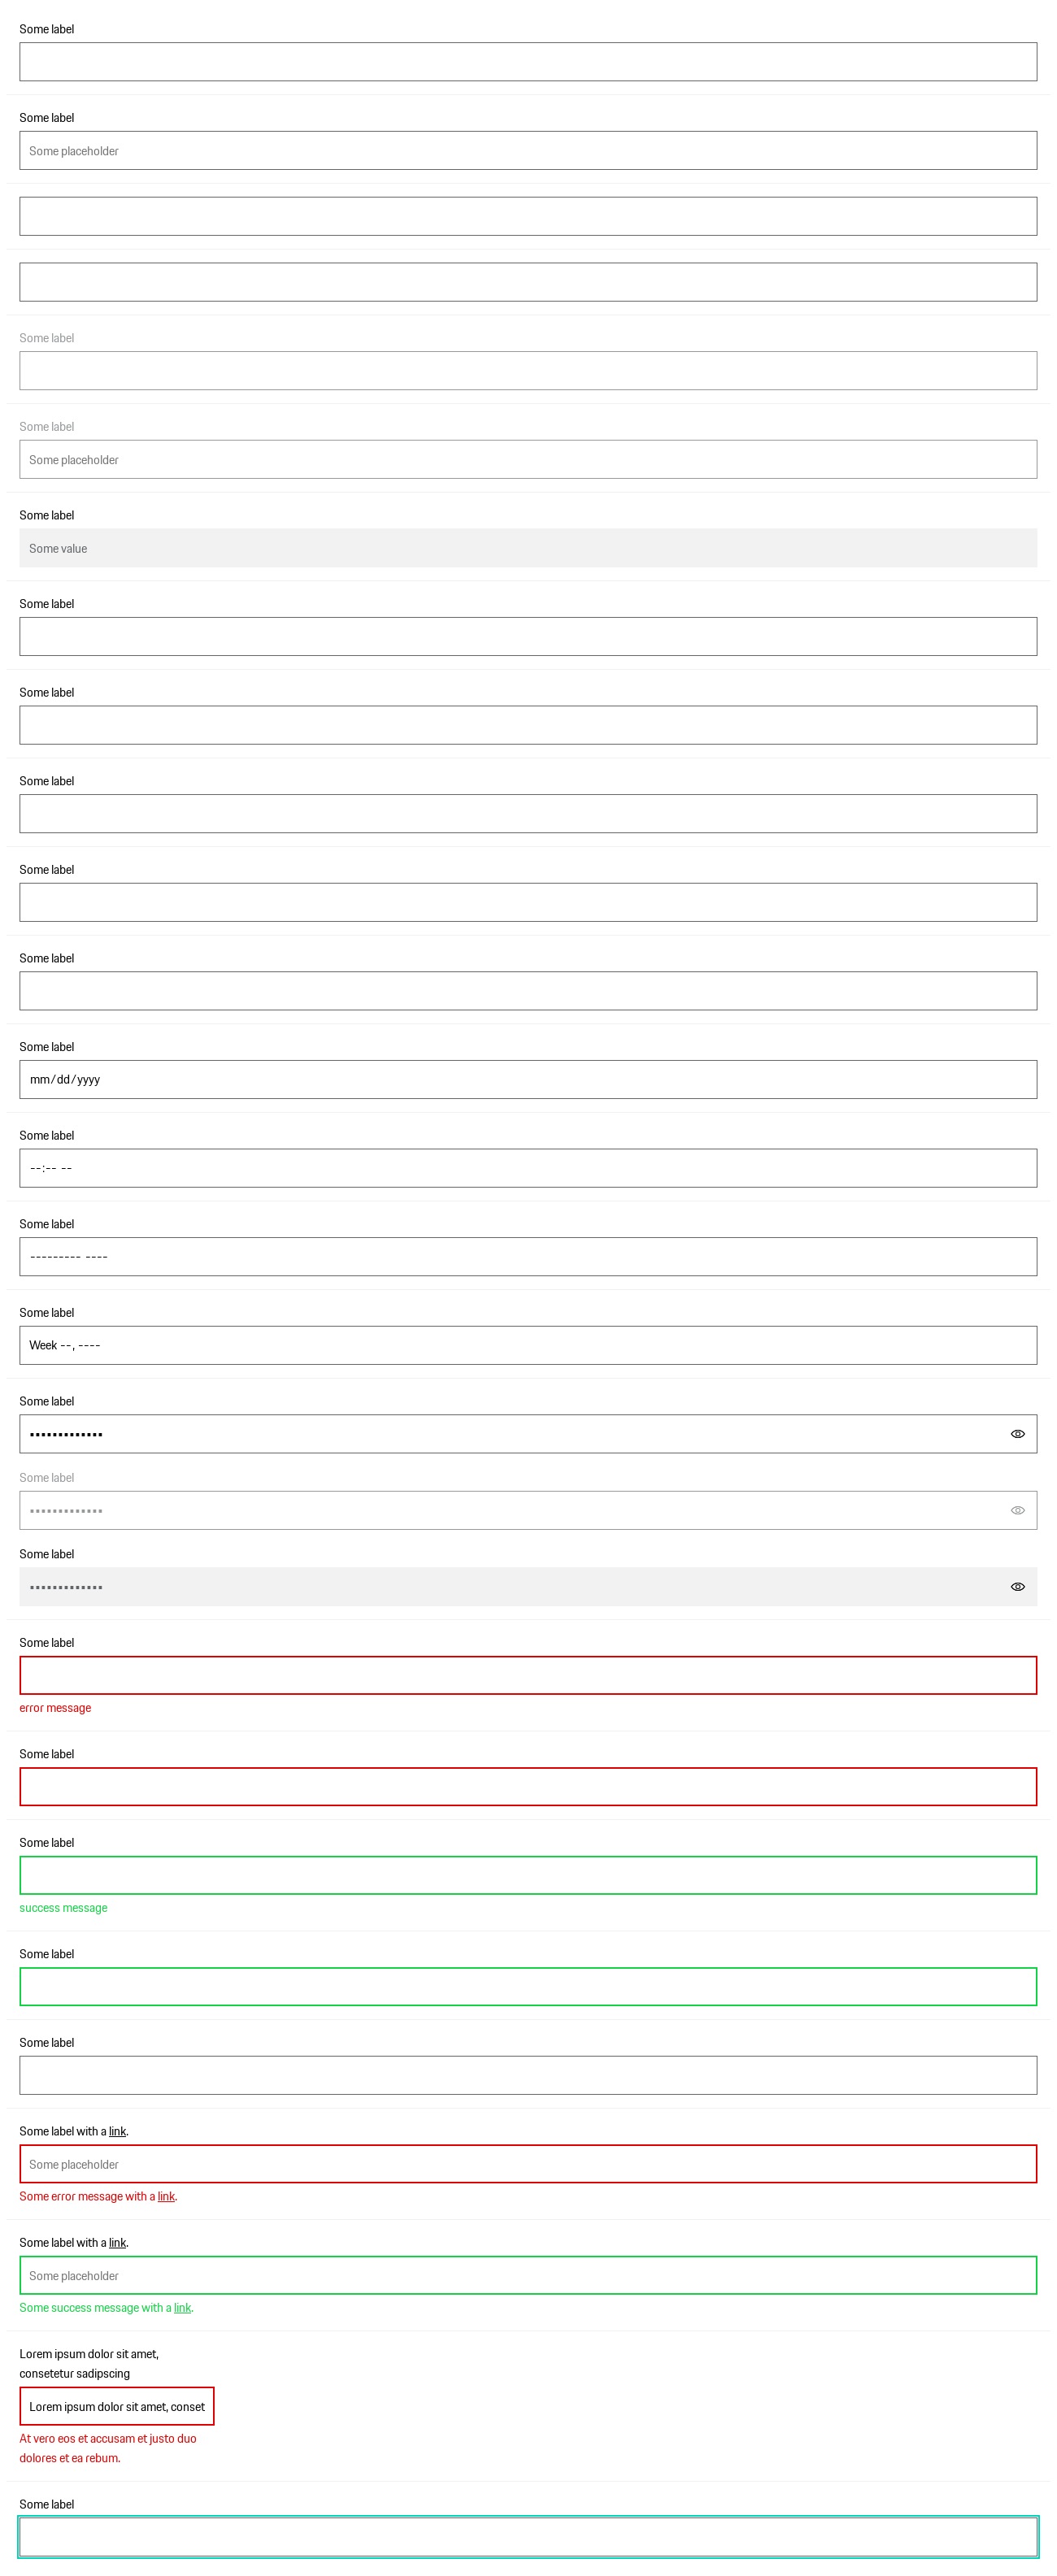 Some label
Some label
Some placeholder
Some label
Some label
Some placeholder
Some label
Some value
Some label
Some label
Some label
Some label
Some label
Some label
mm/dd/yyyy
Some label
--:-- --
Some label
--------- ----
Some label
Week --, ----
Some label
•••••••••••••
Some label
•••••••••••••
Some label
•••••••••••••
Some label
error message
Some label
Some label
success message
Some label
Some label
Some label with a link.
Some placeholder
Some error message with a link.
Some label with a link.
Some placeholder
Some success message with a link.
Lorem ipsum dolor sit amet,
consetetur sadipscing
Lorem ipsum dolor sit amet, conset
At vero eos et accusam et justo duo
dolores et ea rebum.
Some label